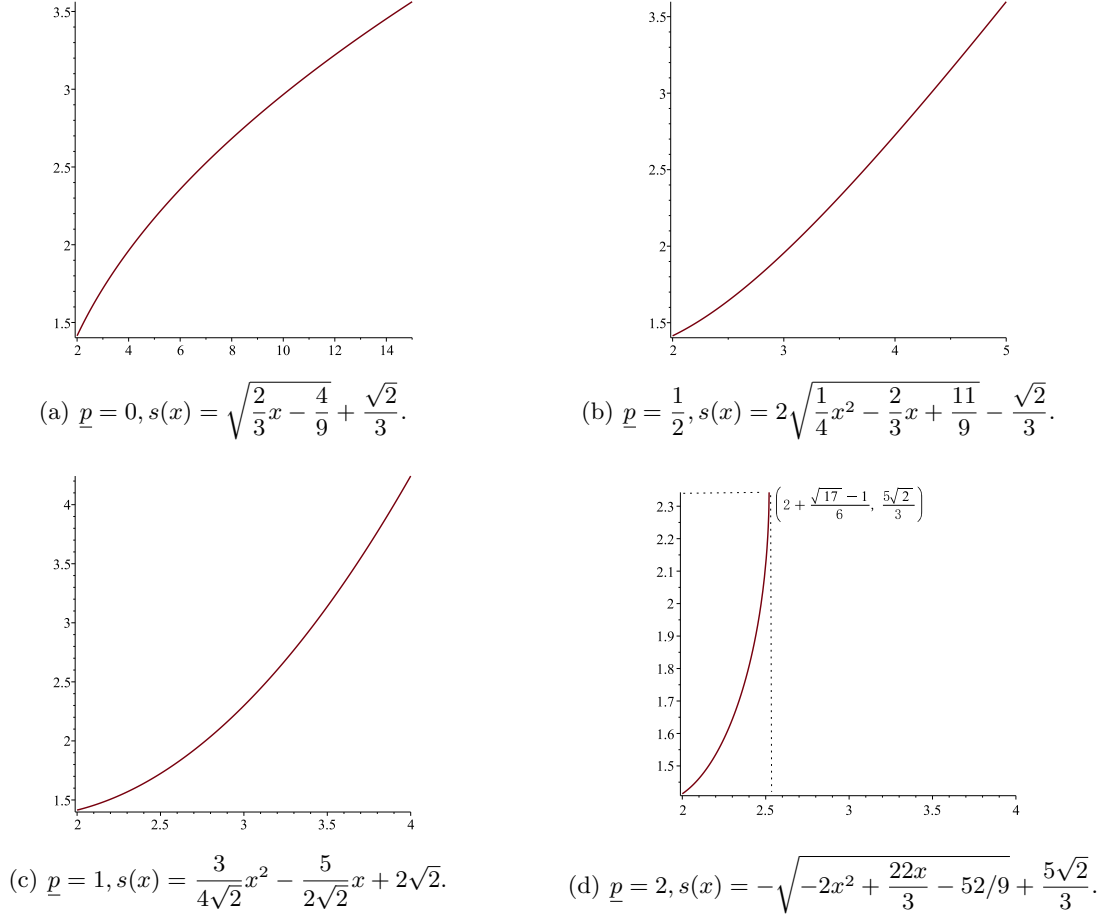 3.5
3
2.5
2
1.5
2 4 6 8 10 12 14
(a) p = 0, s(x) = √(2/3 x − 4/9) + √2/3.
3.5
3
2.5
2
1.5
2 3 4 5
(b) p = 1/2, s(x) = 2√(1/4 x² − 2/3 x + 11/9) − √2/3.
4
3.5
3
2.5
2
1.5
2 2.5 3 3.5 4
(c) p = 1, s(x) = 3/(4√2) x² − 5/(2√2) x + 2√2.
(2 + (√17 − 1)/6, 5√2/3)
2.3
2.2
2.1
2
1.9
1.8
1.7
1.6
1.5
2 2.5 3 3.5 4
(d) p = 2, s(x) = −√(−2x² + 22x/3 − 52/9) + 5√2/3.